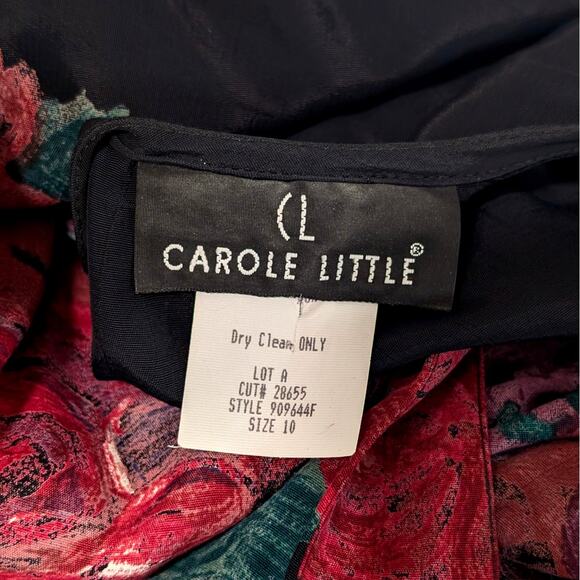 CL
CAROLE LITTLE®
Dry Clean ONLY
LOT A
CUT# 28655
STYLE 909644F
SIZE 10